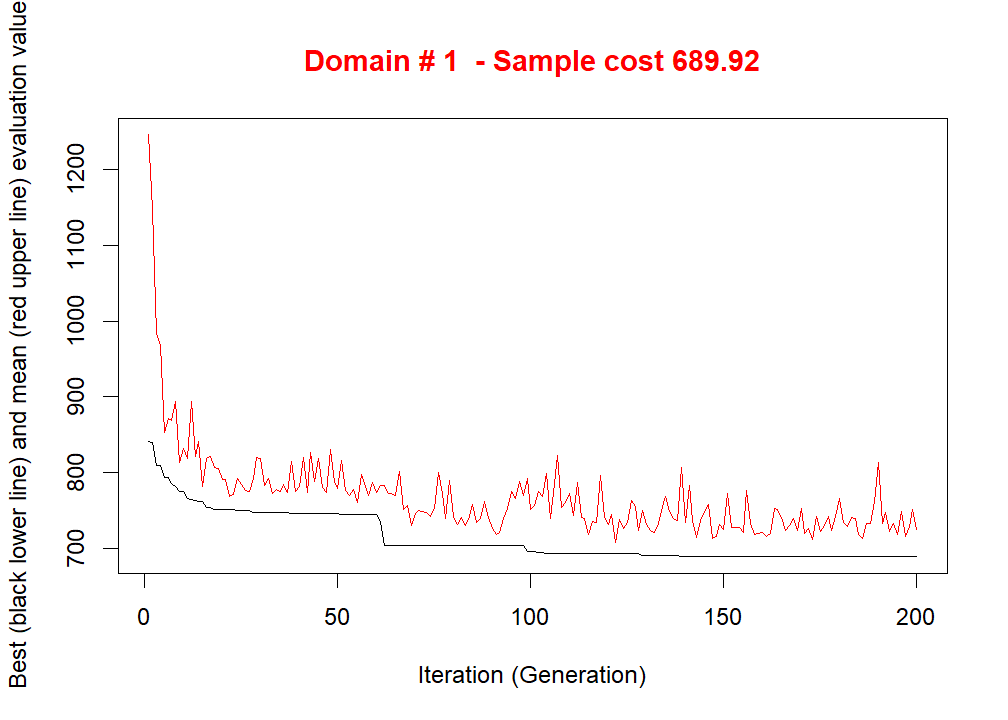 Domain # 1  - Sample cost 689.92
Best (black lower line) and mean (red upper line) evaluation value
1200
1100
1000
900
800
700
0 50 100 150 200
Iteration (Generation)